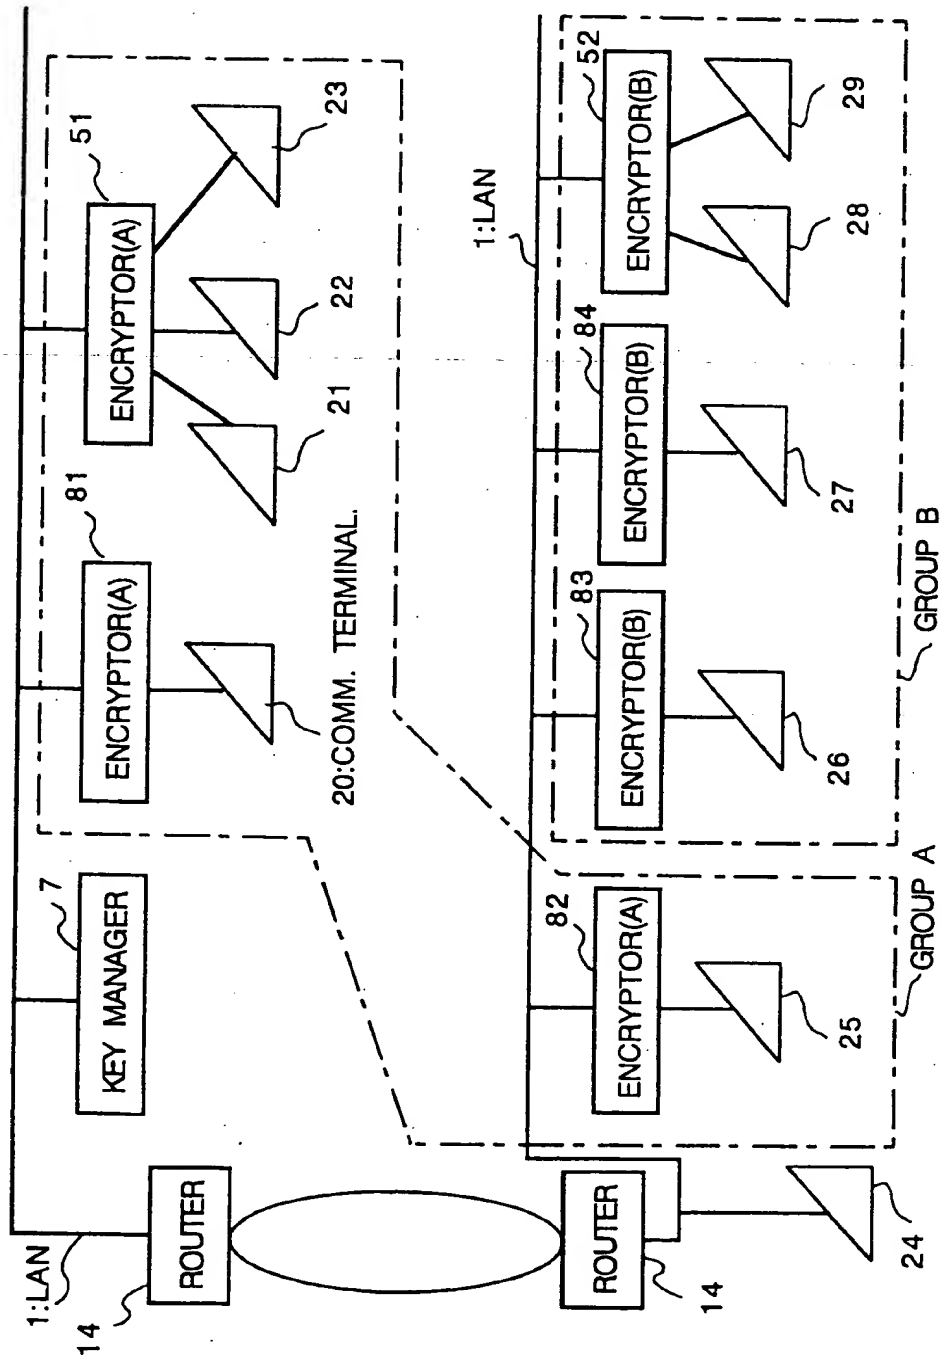 1:LAN
14
ROUTER
KEY MANAGER
7
ENCRYPTOR(A)
81
ENCRYPTOR(A)
51
20:COMM. TERMINAL.
21
22
23
1:LAN
ROUTER
14
24
ENCRYPTOR(A)
82
25
ENCRYPTOR(B)
83
26
ENCRYPTOR(B)
84
27
ENCRYPTOR(B)
52
28
29
GROUP A
GROUP B